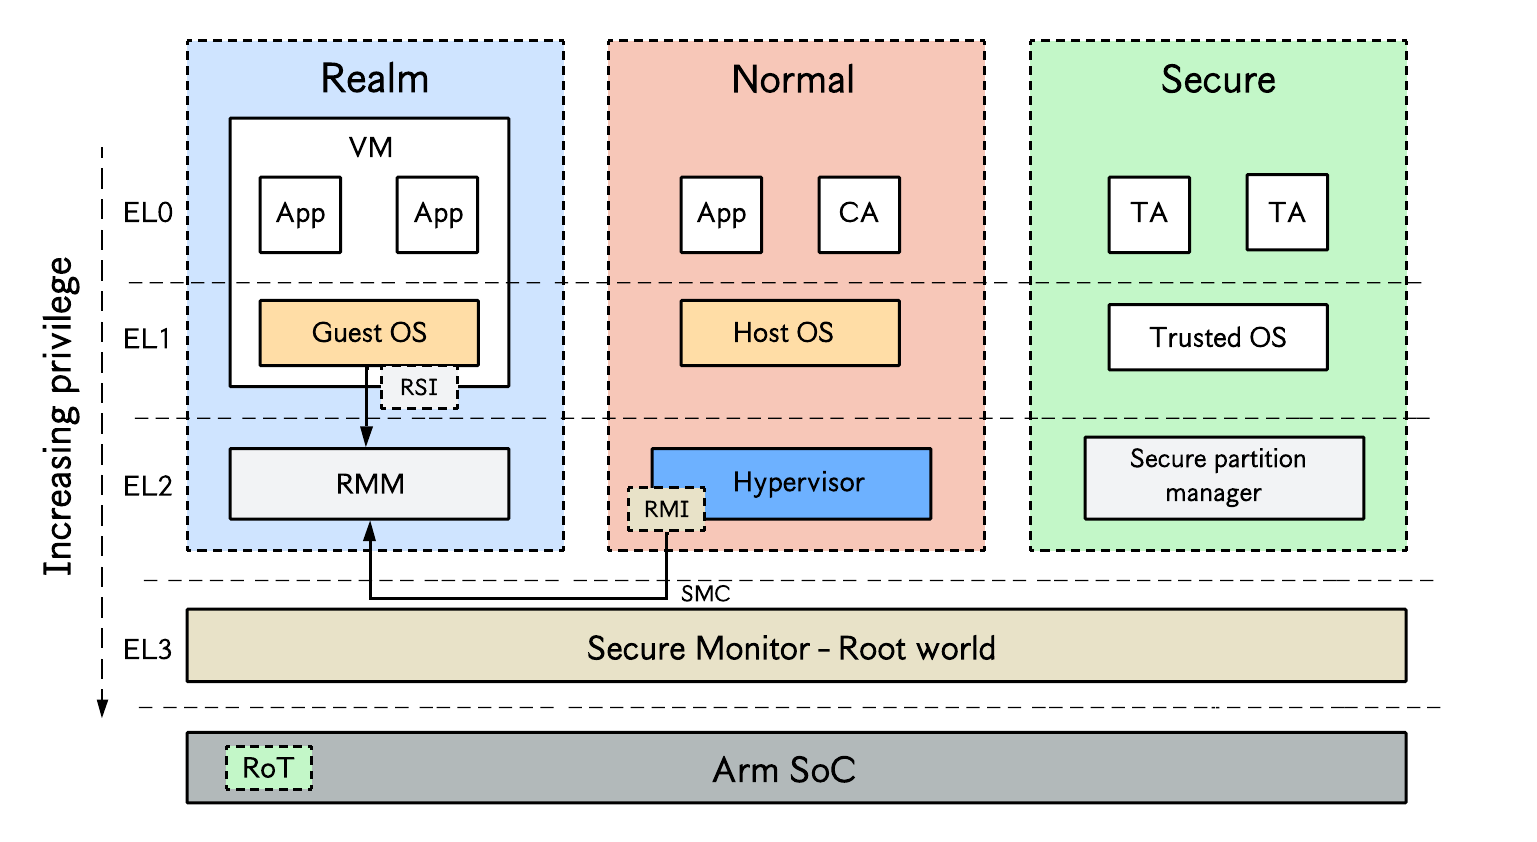 Realm
Normal
Secure
VM
Increasing privilege
EL0
App
App
App
CA
TA
TA
EL1
Guest OS
Host OS
Trusted OS
RSI
EL2
RMM
Hypervisor
RMI
Secure partition
manager
SMC
EL3
Secure Monitor - Root world
RoT
Arm SoC